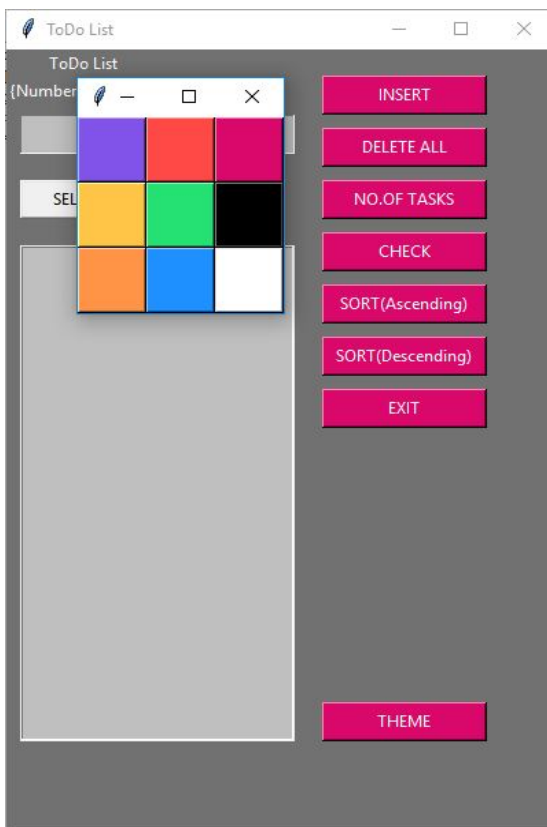 ToDo List
ToDo List
{Number
SEL
INSERT
DELETE ALL
NO.OF TASKS
CHECK
SORT(Ascending)
SORT(Descending)
EXIT
THEME